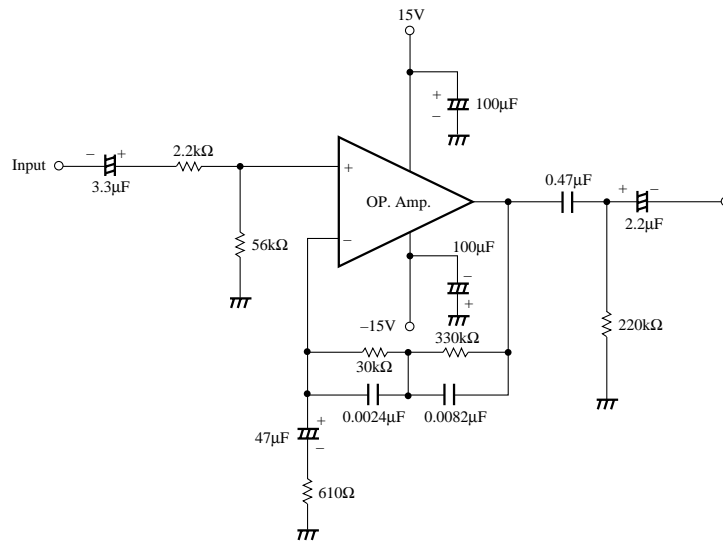 15V
+
–
100μF
Input
–
+
3.3μF
2.2kΩ
56kΩ
+
OP. Amp.
–
0.47μF
+
–
2.2μF
100μF
–
+
–15V
220kΩ
30kΩ
330kΩ
0.0024μF
0.0082μF
47μF
+
–
610Ω